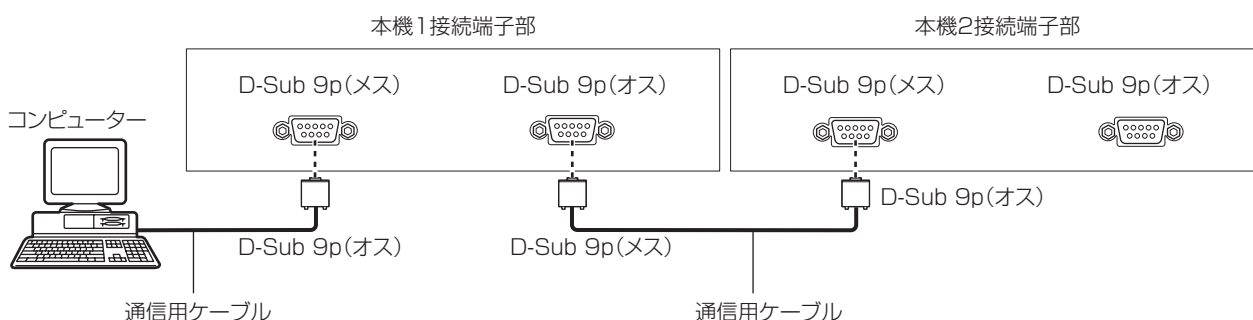 本機1接続端子部
本機2接続端子部
D-Sub 9p(メス)
D-Sub 9p(オス)
D-Sub 9p(メス)
D-Sub 9p(オス)
コンピューター
D-Sub 9p(オス)
D-Sub 9p(オス)
D-Sub 9p(メス)
通信用ケーブル
通信用ケーブル